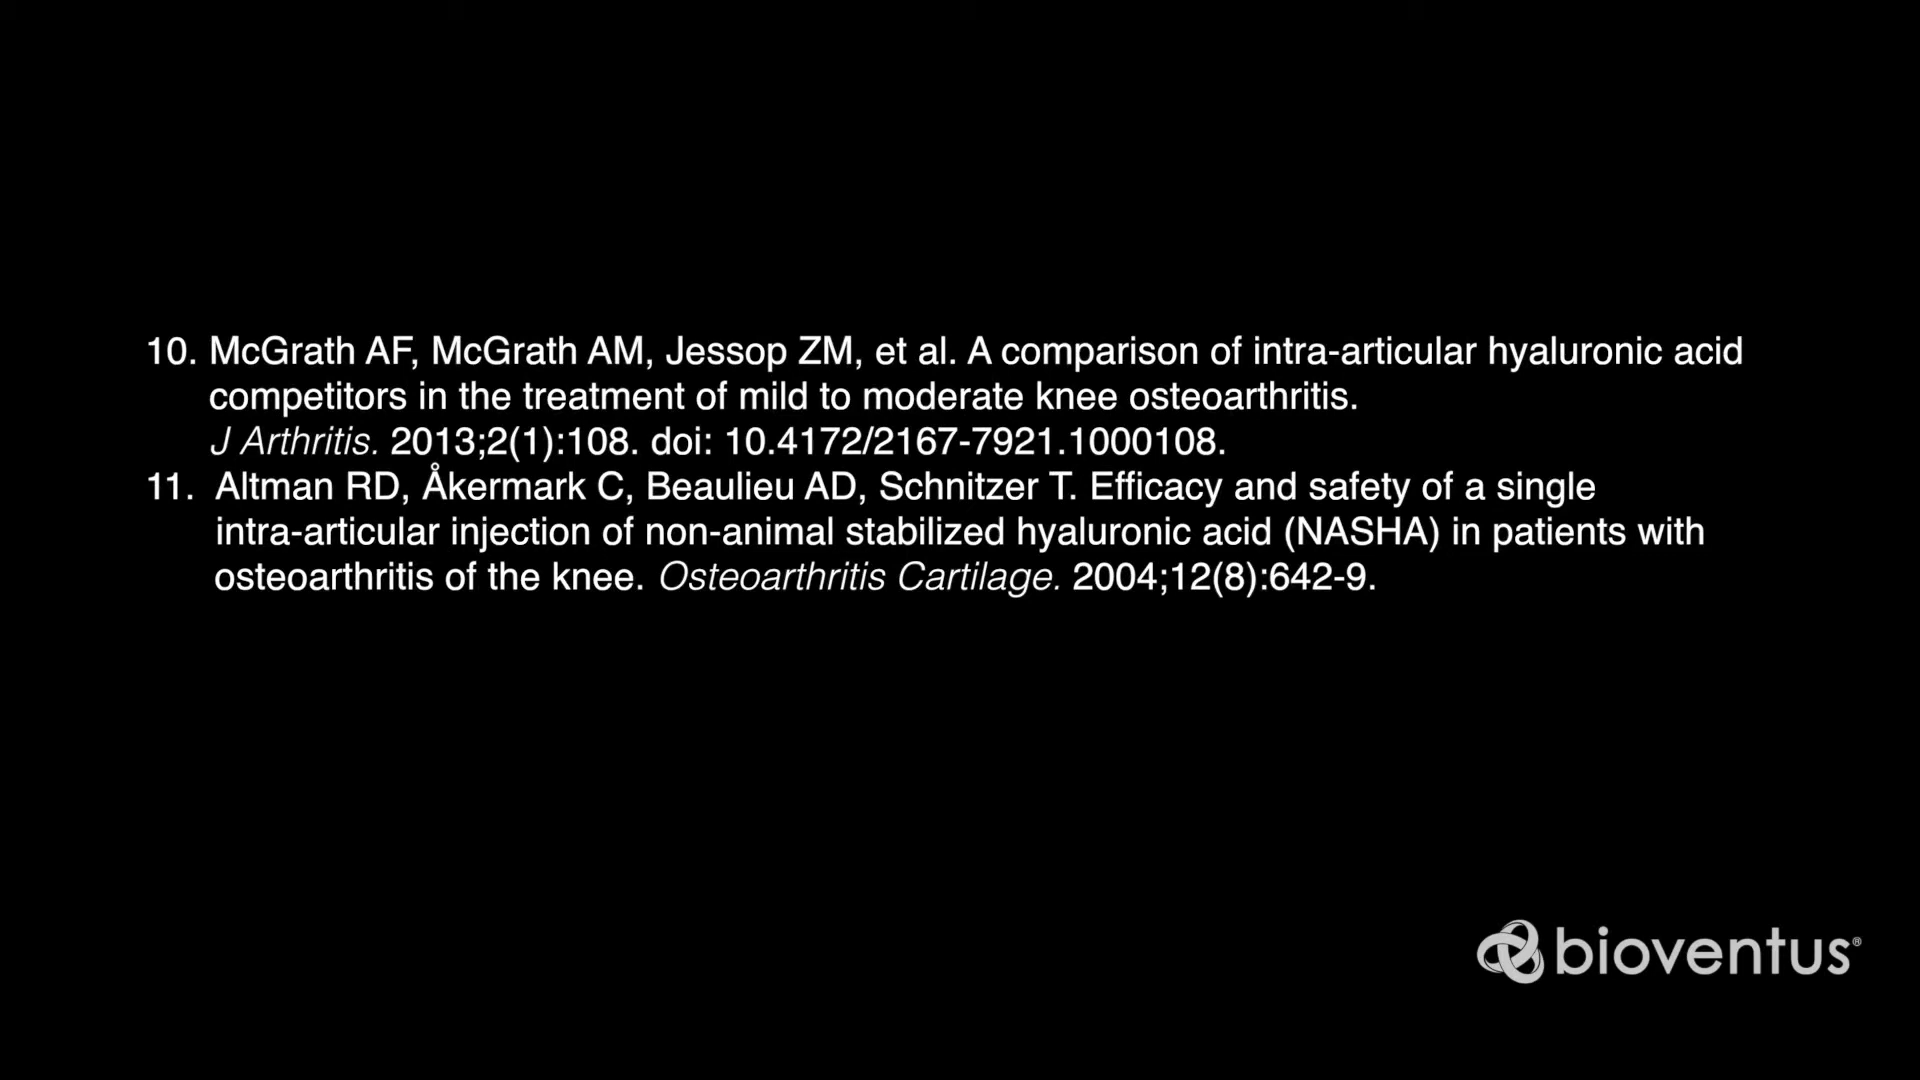 10. McGrath AF, McGrath AM, Jessop ZM, et al. A comparison of intra-articular hyaluronic acid
competitors in the treatment of mild to moderate knee osteoarthritis.
J Arthritis. 2013;2(1):108. doi: 10.4172/2167-7921.1000108.
11. Altman RD, Åkermark C, Beaulieu AD, Schnitzer T. Efficacy and safety of a single
intra-articular injection of non-animal stabilized hyaluronic acid (NASHA) in patients with
osteoarthritis of the knee. Osteoarthritis Cartilage. 2004;12(8):642-9.
bioventus®